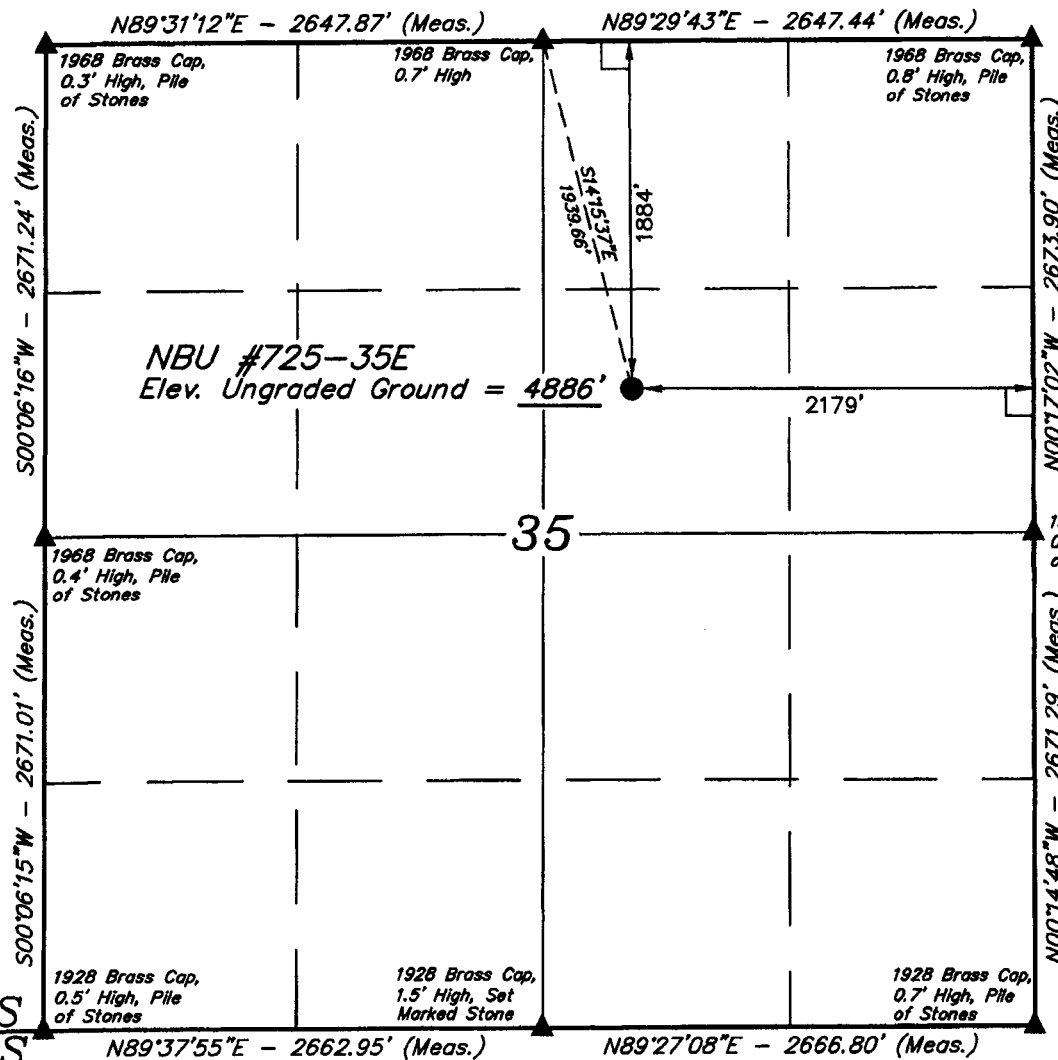 N89°31'12"E - 2647.87' (Meas.)
N89°29'43"E - 2647.44' (Meas.)
1968 Brass Cap,
0.3' High, Pile
of Stones
1968 Brass Cap,
0.7' High
1968 Brass Cap,
0.8' High, Pile
of Stones
S00°06'16"W - 2671.24' (Meas.)
S14°15'37"E
1939.66'
1884'
N00°17'02"W - 2673.90' (Meas.)
NBU #725-35E
Elev. Ungraded Ground = 4886'
2179'
35
1968 Brass Cap,
0.4' High, Pile
of Stones
S00°06'15"W - 2671.01' (Meas.)
N00°14'48"W - 2671.29' (Meas.)
1928 Brass Cap,
0.5' High, Pile
of Stones
1928 Brass Cap,
1.5' High, Set
Marked Stone
1928 Brass Cap,
0.7' High, Pile
of Stones
N89°37'55"E - 2662.95' (Meas.)
N89°27'08"E - 2666.80' (Meas.)